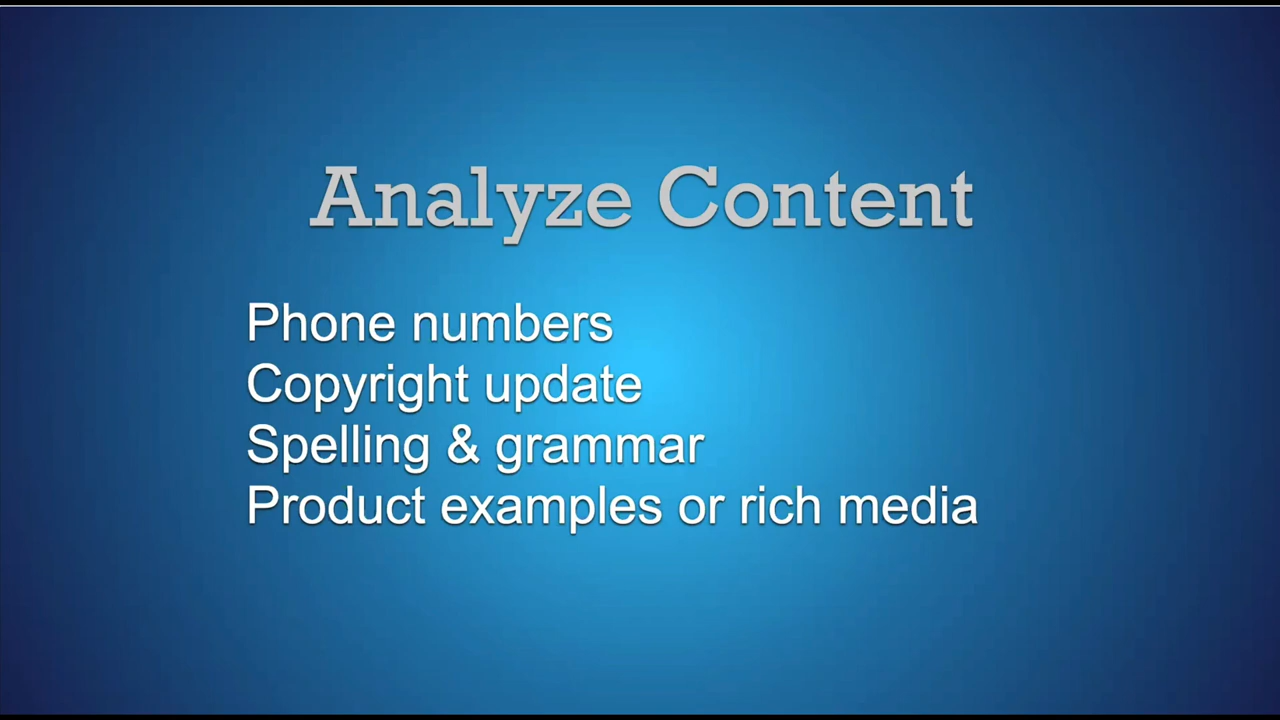 Analyze Content
Phone numbers
Copyright update
Spelling & grammar
Product examples or rich media